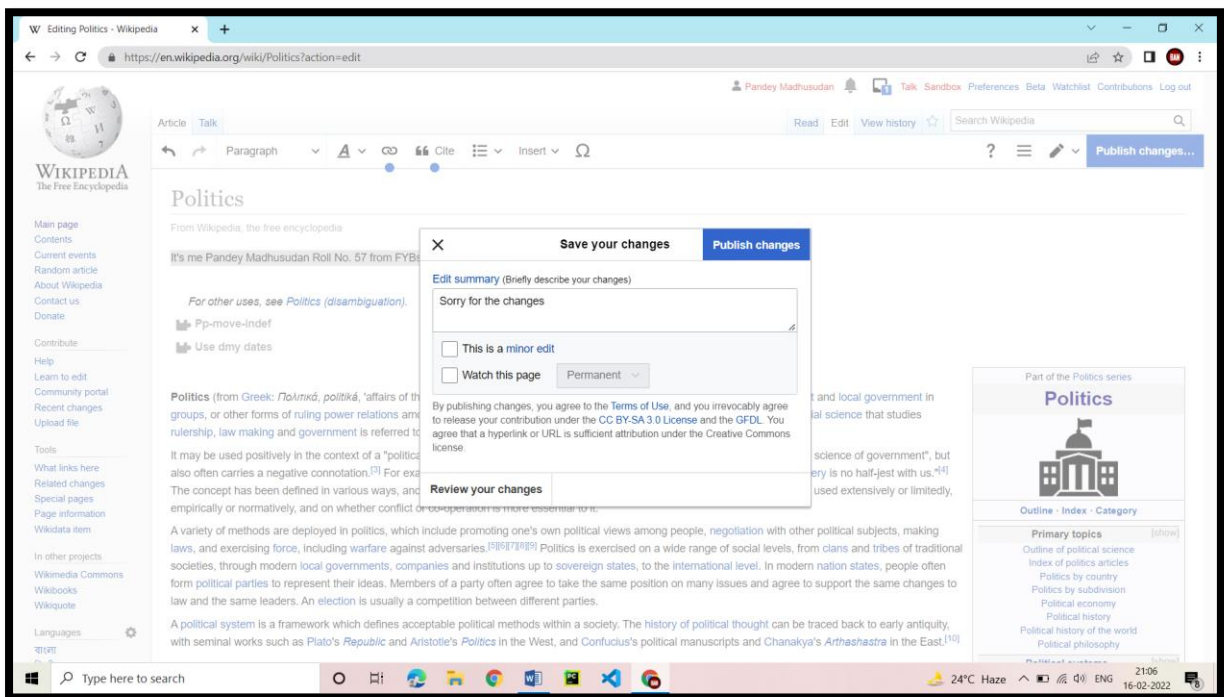 W Editing Politics - Wikipedia
https://en.wikipedia.org/wiki/Politics?action=edit
BAN
Pandey Madhusudan Talk Sandbox Preferences Beta Watchlist Contributions Log out
Article Talk
Read Edit View history Search Wikipedia
Paragraph A Cite Insert Ω ? Publish changes...
WIKIPEDIA
The Free Encyclopedia
Main page
Contents
Current events
Random article
About Wikipedia
Contact us
Donate
Contribute
Help
Learn to edit
Community portal
Recent changes
Upload file
Tools
What links here
Related changes
Special pages
Page information
Wikidata item
In other projects
Wikimedia Commons
Wikibooks
Wikiquote
Languages
বাংলা
Politics
From Wikipedia, the free encyclopedia
It's me Pandey Madhusudan Roll No. 57 from FYBs
For other uses, see Politics (disambiguation).
Pp-move-indef
Use dmy dates
Politics (from Greek: Πολιτικά, politiká, 'affairs of th
t and local government in
groups, or other forms of ruling power relations am
ial science that studies
rulership, law making and government is referred to
It may be used positively in the context of a "politica
science of government", but
also often carries a negative connotation.[3] For exa
ery is no half-jest with us."[4]
The concept has been defined in various ways, and
used extensively or limitedly,
empirically or normatively, and on whether conflict or co-operation is more essential to it.
A variety of methods are deployed in politics, which include promoting one's own political views among people, negotiation with other political subjects, making
laws, and exercising force, including warfare against adversaries.[5][6][7][8][9] Politics is exercised on a wide range of social levels, from clans and tribes of traditional
societies, through modern local governments, companies and institutions up to sovereign states, to the international level. In modern nation states, people often
form political parties to represent their ideas. Members of a party often agree to take the same position on many issues and agree to support the same changes to
law and the same leaders. An election is usually a competition between different parties.
A political system is a framework which defines acceptable political methods within a society. The history of political thought can be traced back to early antiquity,
with seminal works such as Plato's Republic and Aristotle's Politics in the West, and Confucius's political manuscripts and Chanakya's Arthashastra in the East.[10]
Save your changes
Publish changes
Edit summary (Briefly describe your changes)
Sorry for the changes
This is a minor edit
Watch this page Permanent
By publishing changes, you agree to the Terms of Use, and you irrevocably agree
to release your contribution under the CC BY-SA 3.0 License and the GFDL. You
agree that a hyperlink or URL is sufficient attribution under the Creative Commons
license.
Review your changes
Part of the Politics series
Politics
Outline · Index · Category
Primary topics [show]
Outline of political science
Index of politics articles
Politics by country
Politics by subdivision
Political economy
Political history
Political history of the world
Political philosophy
Type here to search
24°C Haze ENG
21:06
16-02-2022
8